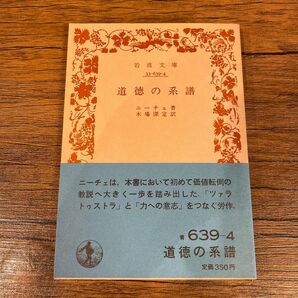 岩波文庫
33-639-4
道徳の系譜
ニーチェ著
木場深定訳
ニーチェは、本書において初めて価値転倒の
教説へ大きく一歩を踏み出した。「ツァラ
トゥストラ」と「力への意志」をつなぐ労作。
青 639-4
道徳の系譜
定価350円